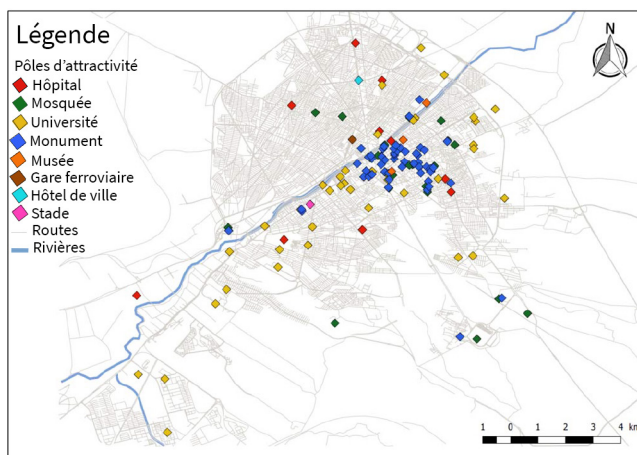 Légende
Pôles d’attractivité
Hôpital
Mosquée
Université
Monument
Musée
Gare ferroviaire
Hôtel de ville
Stade
Routes
Rivières
N
1 0 1 2 3 4 km